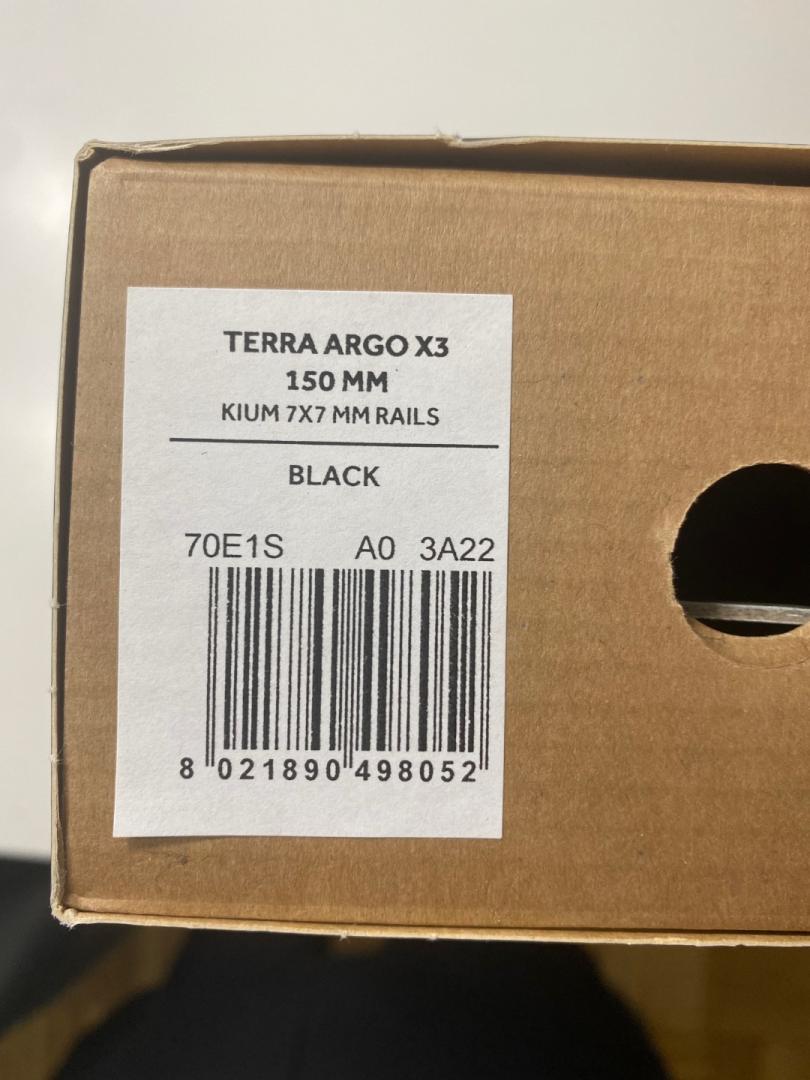 TERRA ARGO X3
150 MM
KIUM 7X7 MM RAILS
BLACK
70E1S A0 3A22
8 021890 498052